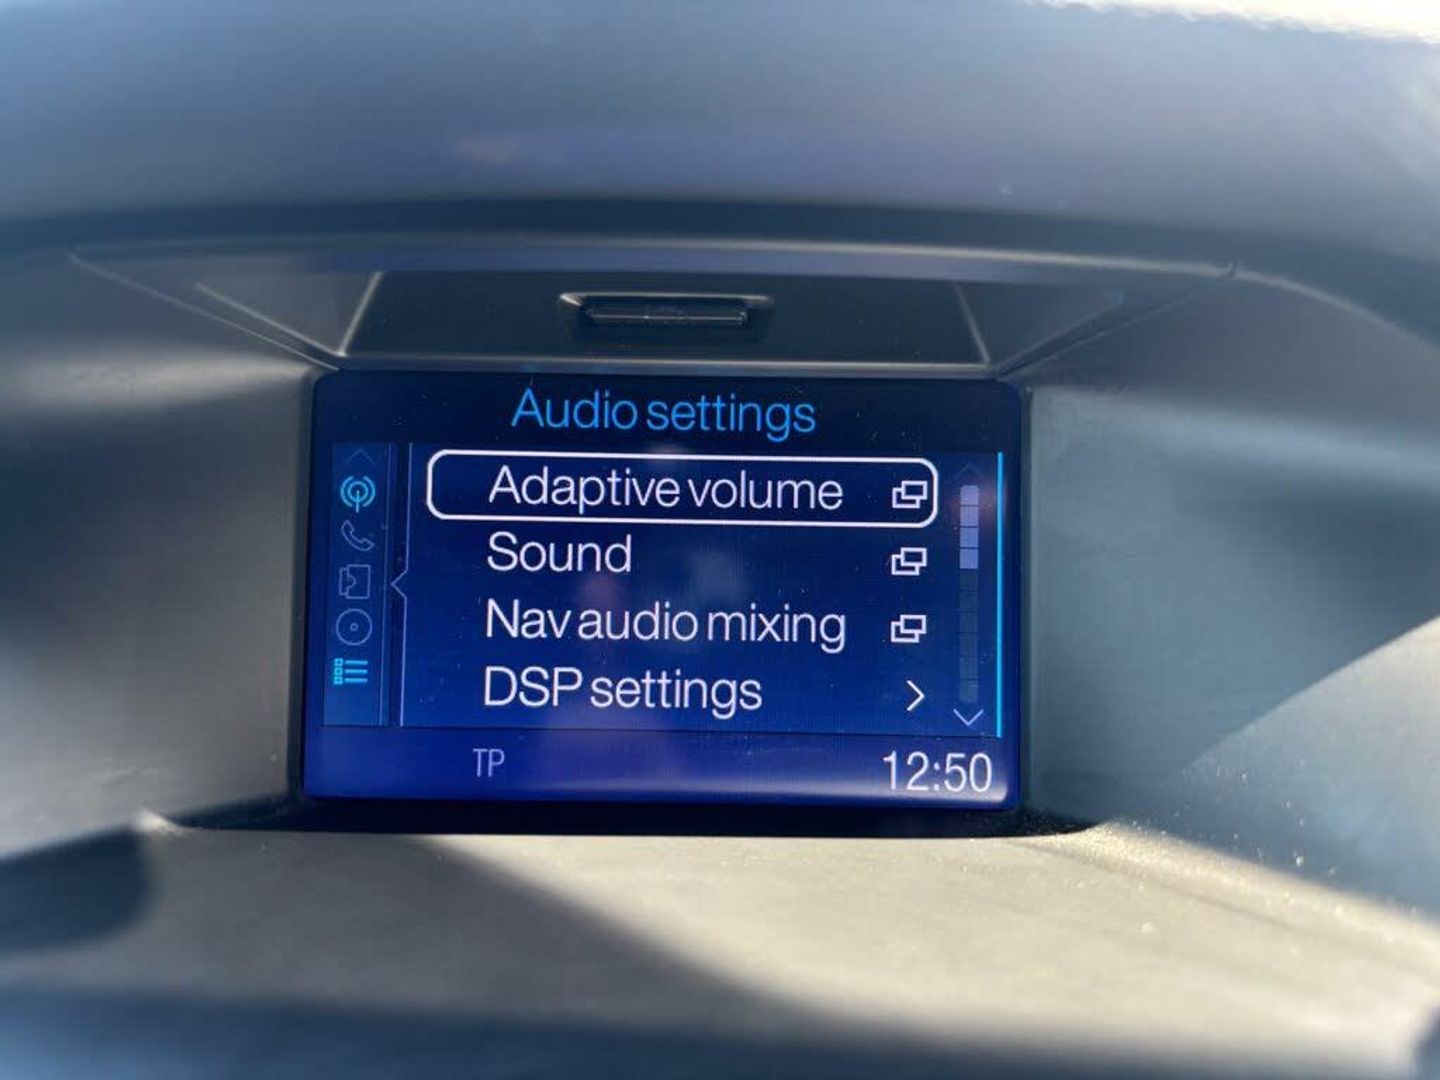 Audio settings
Adaptive volume
Sound
Nav audio mixing
DSP settings
TP
12:50